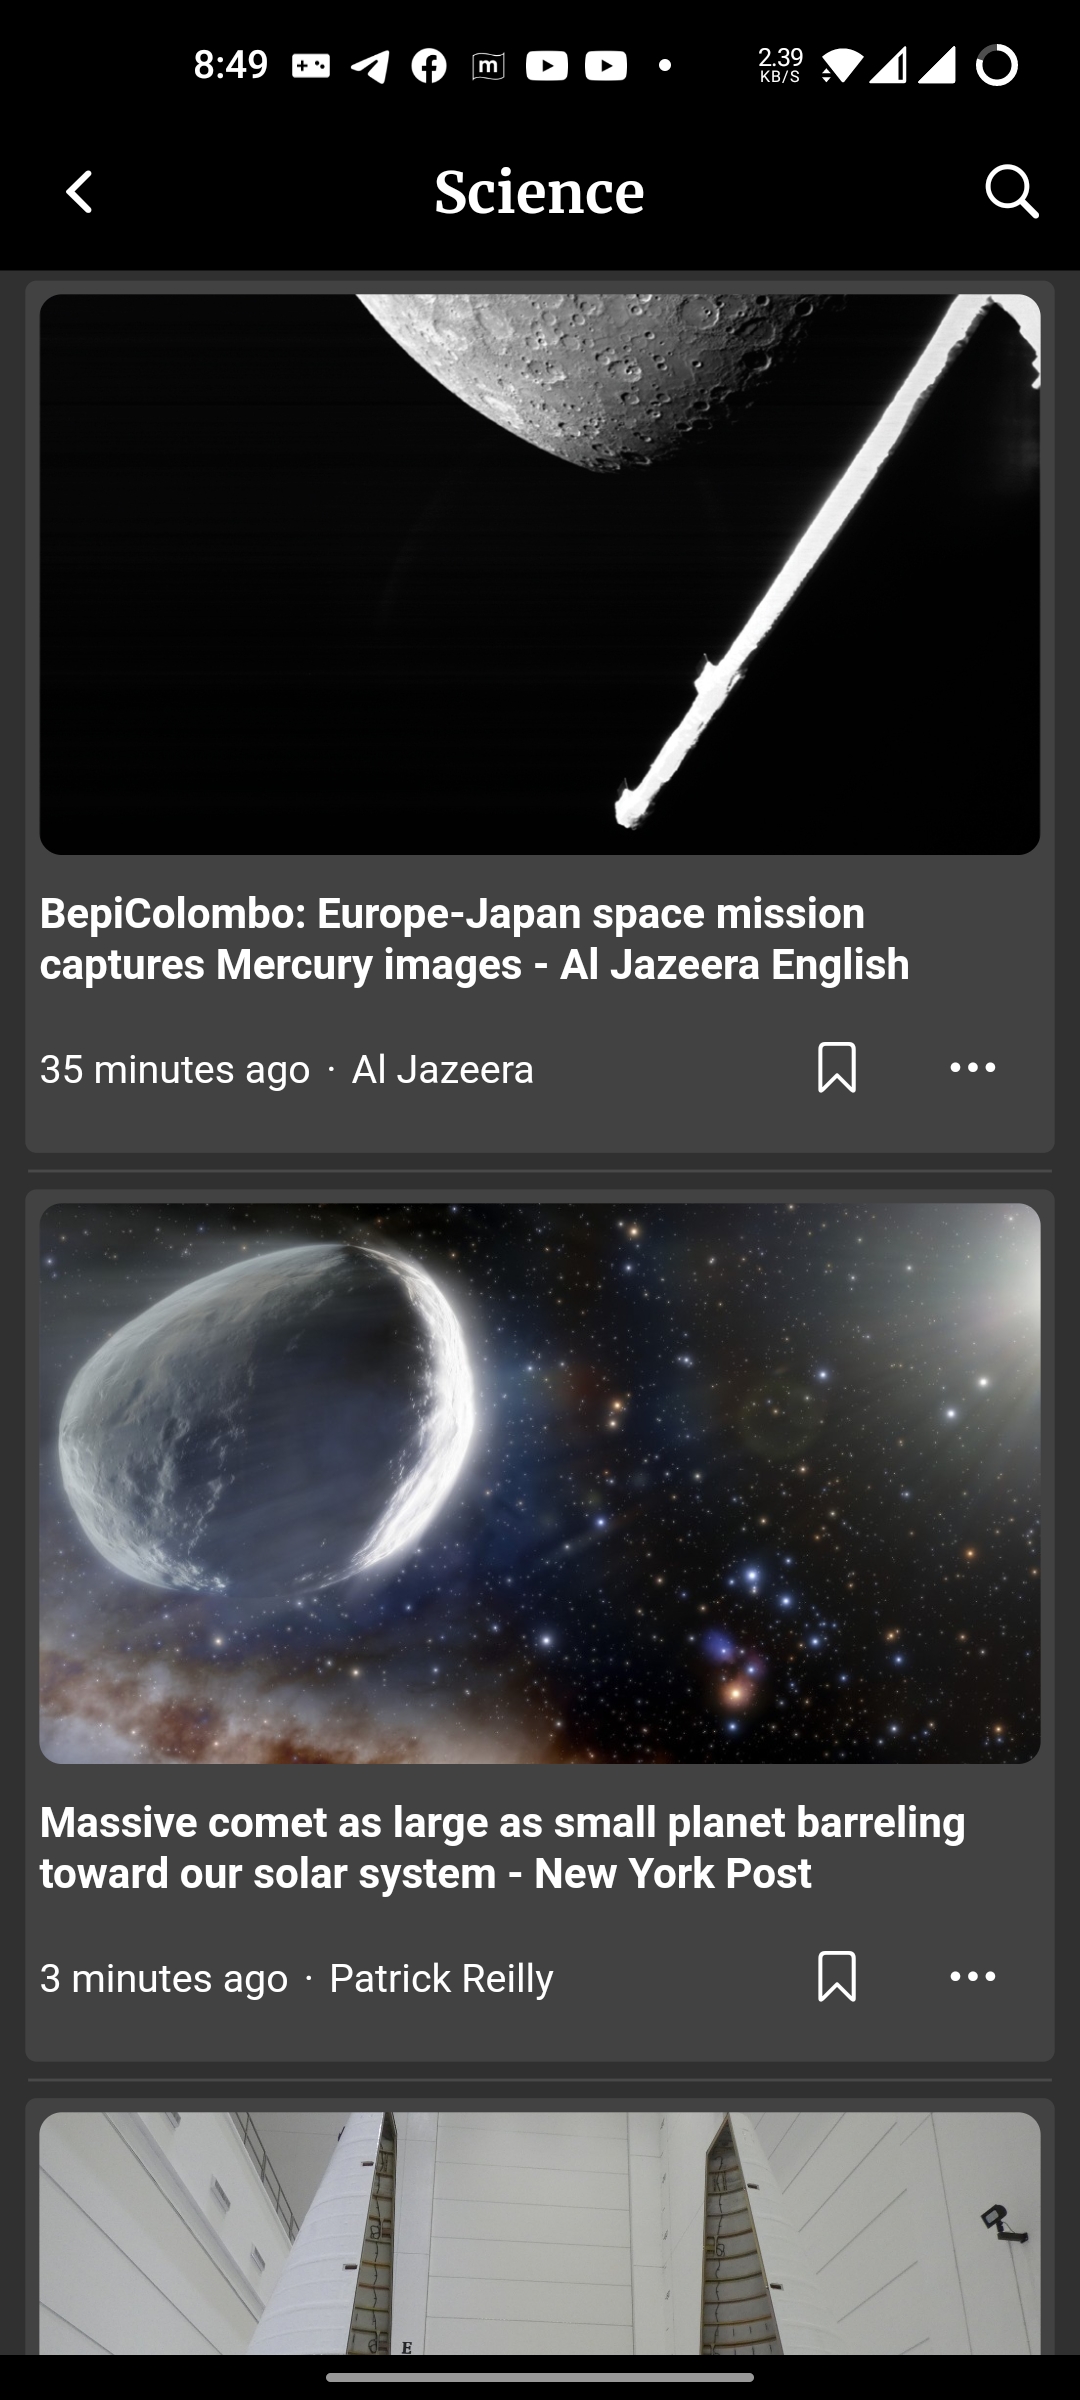 8:49
m
2.39
KB/S
Science
BepiColombo: Europe-Japan space mission
captures Mercury images - Al Jazeera English
35 minutes ago · Al Jazeera
Massive comet as large as small planet barreling
toward our solar system - New York Post
3 minutes ago · Patrick Reilly
E